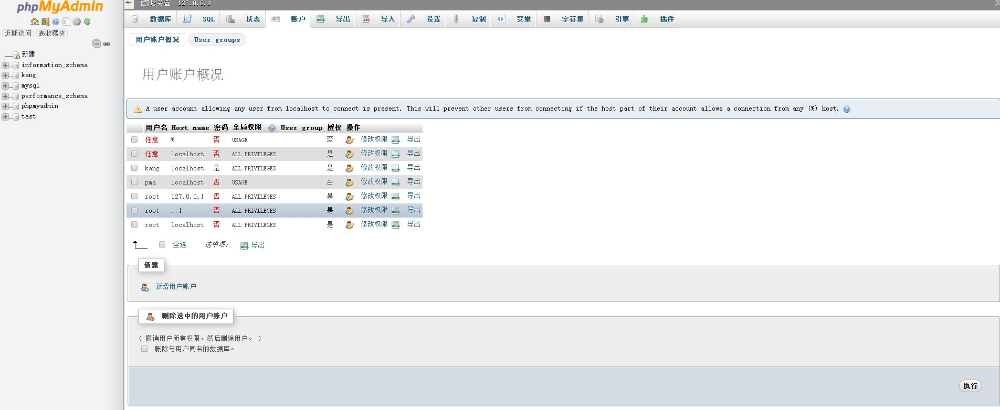 phpMyAdmin
近期访问 表收藏夹
新建
information_schema
kang
mysql
performance_schema
phpmyadmin
test
服务器: 127.0.0.1
数据库 SQL 状态 账户 导出 导入 设置 复制 变量 字符集 引擎 插件
用户账户概况 User groups
用户账户概况
A user account allowing any user from localhost to connect is present. This will prevent other users from connecting if the host part of their account allows a connection from any (%) host.
用户名 Host name 密码 全局权限 User group 授权 操作
任意 % 否 USAGE 否 修改权限 导出
任意 localhost 否 ALL PRIVILEGES 是 修改权限 导出
kang localhost 是 ALL PRIVILEGES 是 修改权限 导出
pma localhost 否 USAGE 否 修改权限 导出
root 127.0.0.1 否 ALL PRIVILEGES 是 修改权限 导出
root ::1 否 ALL PRIVILEGES 是 修改权限 导出
root localhost 否 ALL PRIVILEGES 是 修改权限 导出
全选 选中项: 导出
新建
新增用户账户
删除选中的用户账户
( 撤销用户所有权限，然后删除用户。 )
删除与用户同名的数据库。
执行